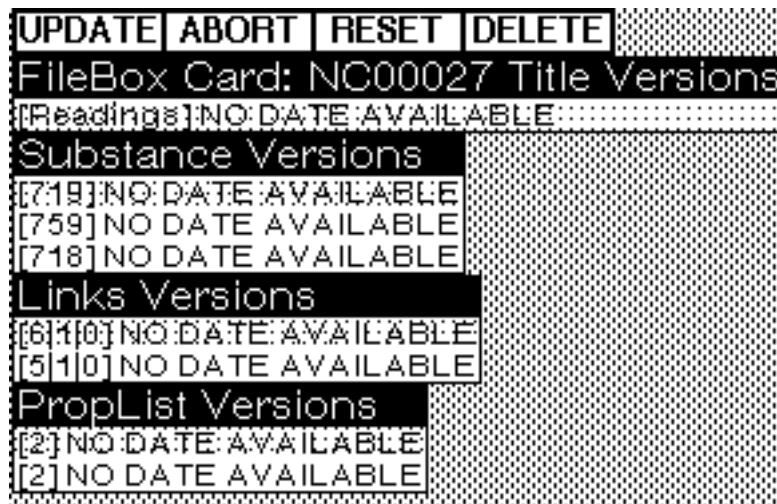 UPDATE ABORT RESET DELETE
FileBox Card: NC00027 Title Versions
[Readings] NO DATE AVAILABLE
Substance Versions
[719] NO DATE AVAILABLE
[759] NO DATE AVAILABLE
[718] NO DATE AVAILABLE
Links Versions
[6|1|0] NO DATE AVAILABLE
[5|1|0] NO DATE AVAILABLE
PropList Versions
[2] NO DATE AVAILABLE
[2] NO DATE AVAILABLE